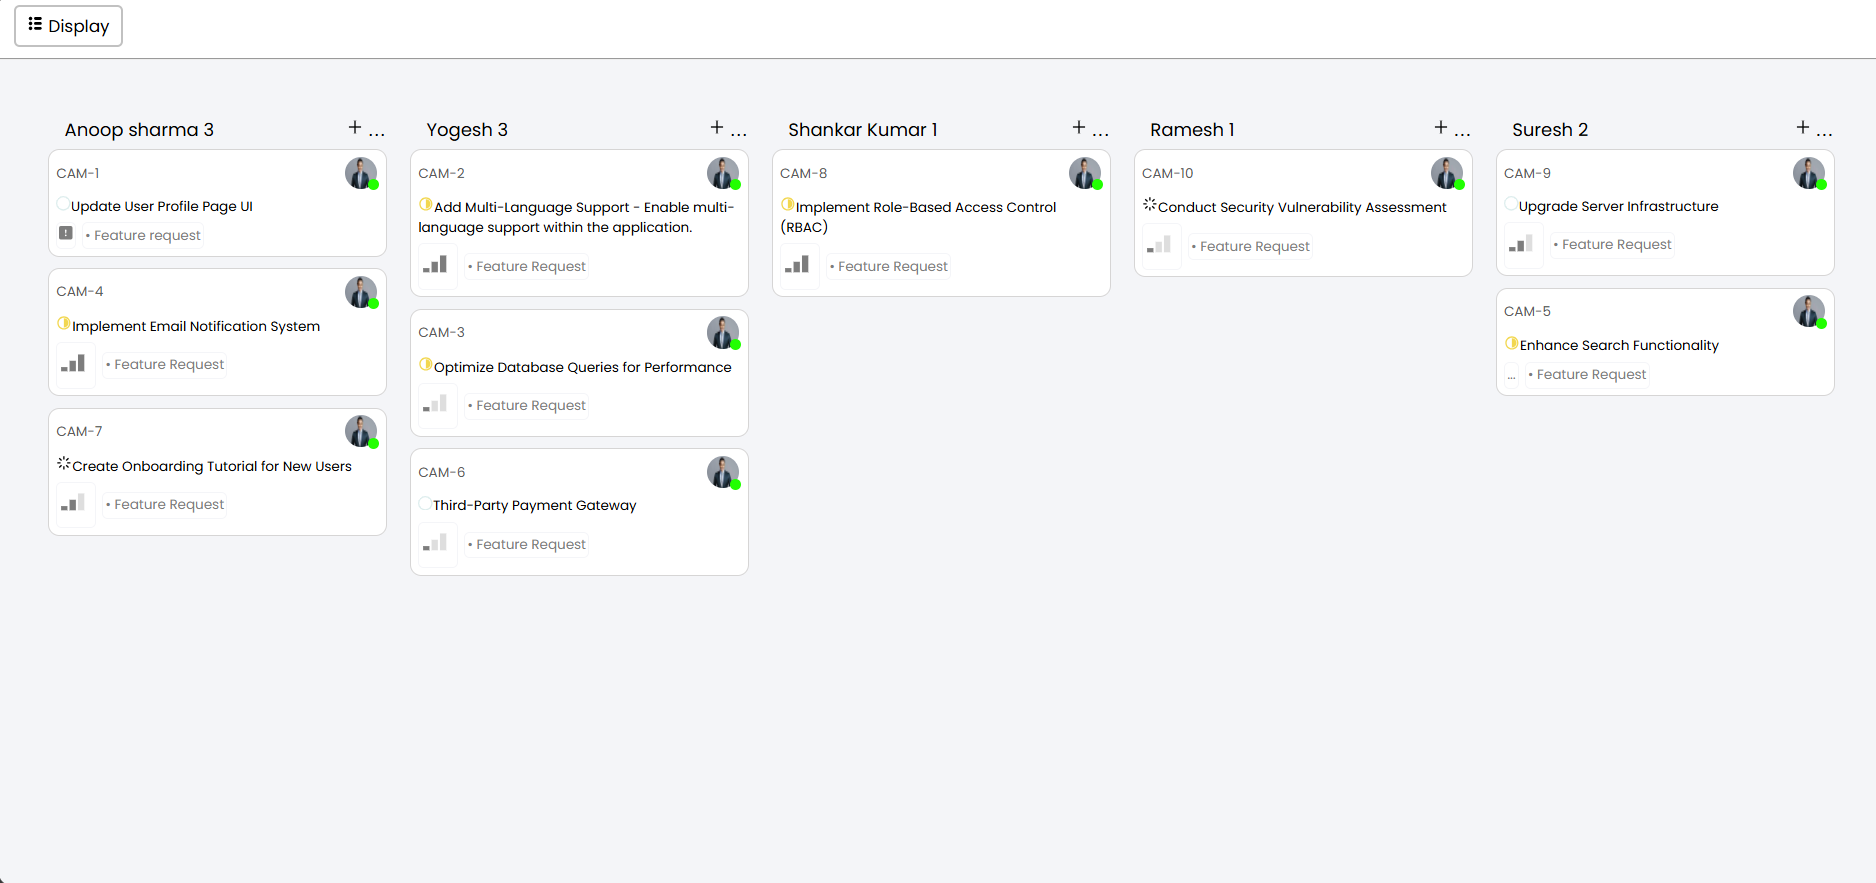 Display
Anoop sharma 3 + ...
CAM-1
Update User Profile Page UI
! • Feature request
CAM-4
Implement Email Notification System
• Feature Request
CAM-7
Create Onboarding Tutorial for New Users
• Feature Request
Yogesh 3 + ...
CAM-2
Add Multi-Language Support - Enable multi-
language support within the application.
• Feature Request
CAM-3
Optimize Database Queries for Performance
• Feature Request
CAM-6
Third-Party Payment Gateway
• Feature Request
Shankar Kumar 1 + ...
CAM-8
Implement Role-Based Access Control
(RBAC)
• Feature Request
Ramesh 1 + ...
CAM-10
Conduct Security Vulnerability Assessment
• Feature Request
Suresh 2 + ...
CAM-9
Upgrade Server Infrastructure
• Feature Request
CAM-5
Enhance Search Functionality
... • Feature Request